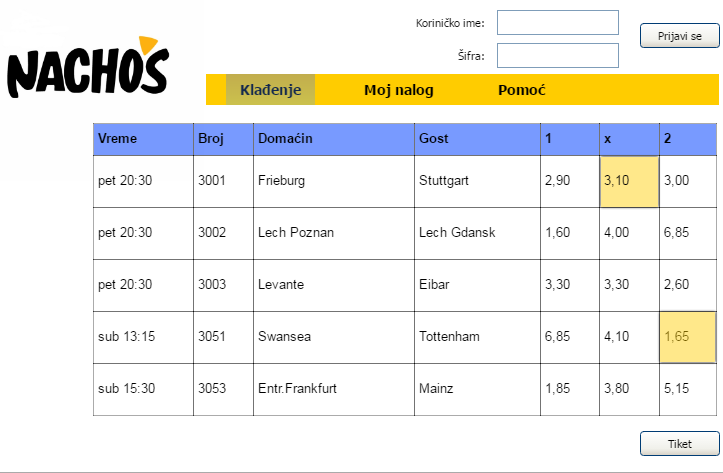 Koriničko ime:
Prijavi se
Šifra:
NACHO'S
Klađenje Moj nalog Pomoć
Vreme Broj Domaćin Gost 1 x 2
pet 20:30 3001 Frieburg Stuttgart 2,90 3,10 3,00
pet 20:30 3002 Lech Poznan Lech Gdansk 1,60 4,00 6,85
pet 20:30 3003 Levante Eibar 3,30 3,30 2,60
sub 13:15 3051 Swansea Tottenham 6,85 4,10 1,65
sub 15:30 3053 Entr.Frankfurt Mainz 1,85 3,80 5,15
Tiket